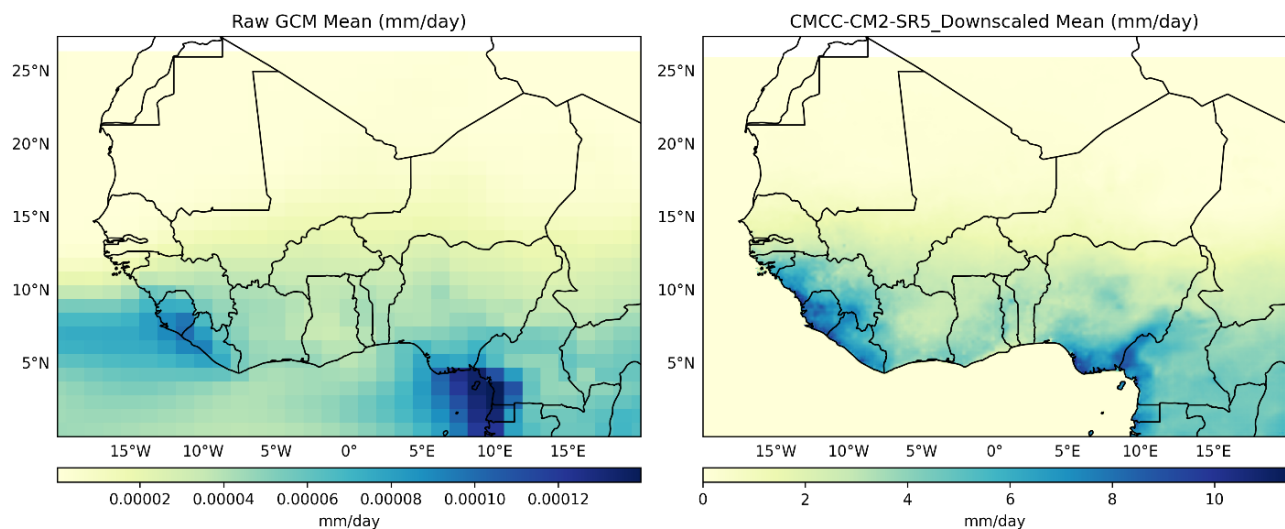 Raw GCM Mean (mm/day)
CMCC-CM2-SR5_Downscaled Mean (mm/day)
25°N
20°N
15°N
10°N
5°N
15°W 10°W 5°W 0° 5°E 10°E 15°E
0.00002 0.00004 0.00006 0.00008 0.00010 0.00012
mm/day
25°N
20°N
15°N
10°N
5°N
15°W 10°W 5°W 0° 5°E 10°E 15°E
0 2 4 6 8 10
mm/day